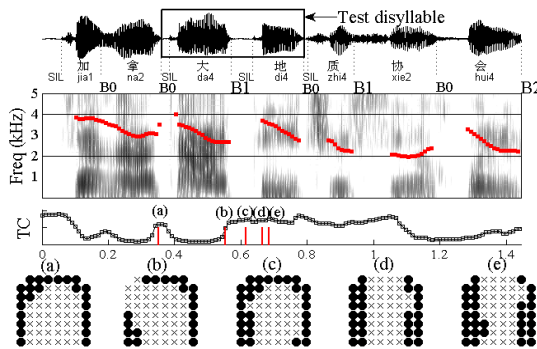 Test disyllable
加 拿 大 地 质 协 会
SIL jia1 na2 SIL da4 SIL di4 SIL zhi4 xie2 hui4
B0 B0 B1 B0 B1 B0 B2
Freq (kHz)
5
4
3
2
1
TC
(a) (b) (c) (d) (e)
0 0.2 0.4 0.6 0.8 1 1.2 1.4
(a) (b) (c) (d) (e)